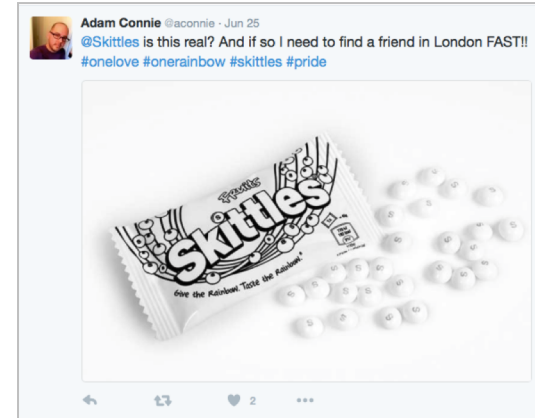 Adam Connie @aconnie · Jun 25
@Skittles is this real? And if so I need to find a friend in London FAST!!
#onelove #onerainbow #skittles #pride
Fruits
Skittles
Give the Rainbow. Taste the Rainbow.
2